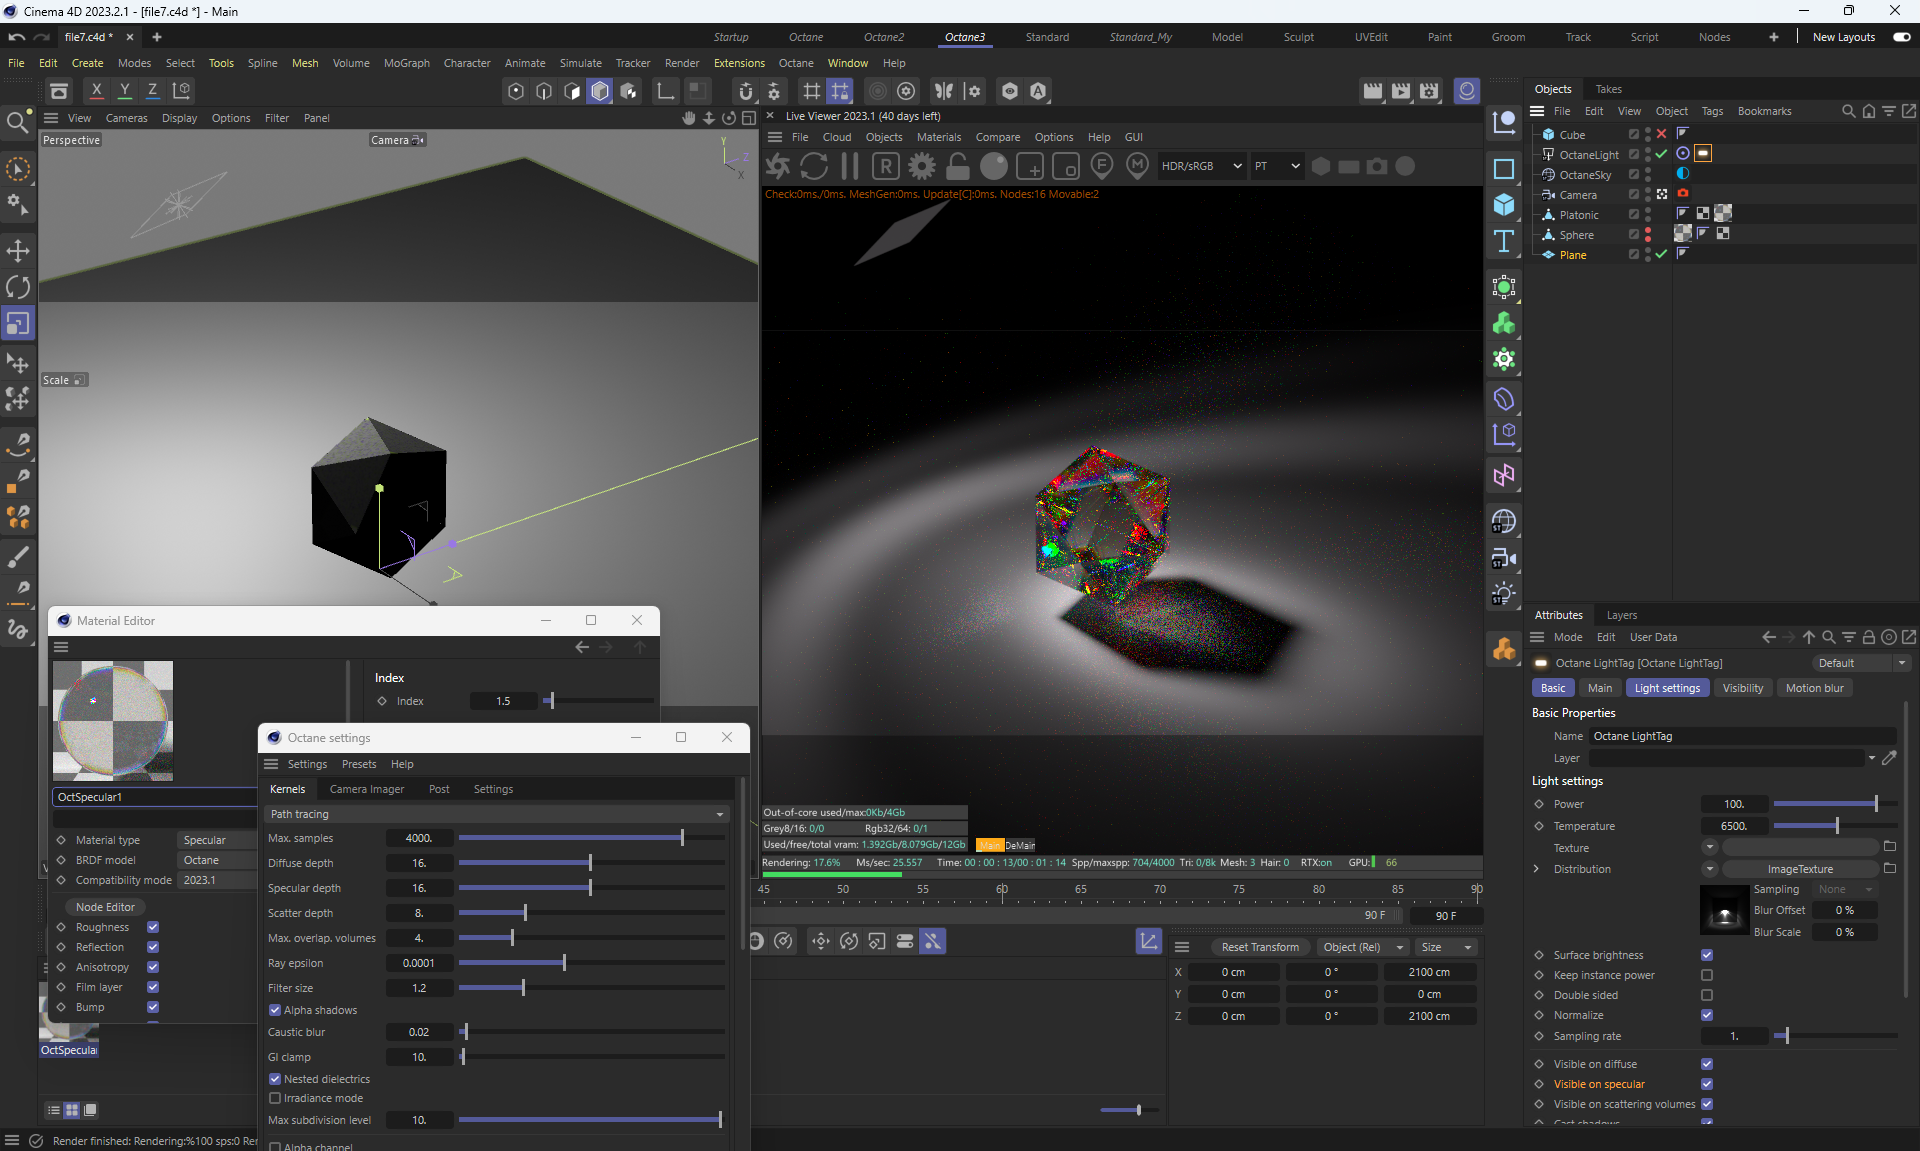 Cinema 4D 2023.2.1 - [file7.c4d *] - Main
file7.c4d *
Startup Octane Octane2 Octane3 Standard Standard_My Model Sculpt UVEdit Paint Groom Track Script Nodes New Layouts
File Edit Create Modes Select Tools Spline Mesh Volume MoGraph Character Animate Simulate Tracker Render Extensions Octane Window Help
X Y Z
View Cameras Display Options Filter Panel
Perspective
Camera
Y
Z
X
Scale
Live Viewer 2023.1 (40 days left)
File Cloud Objects Materials Compare Options Help GUI
HDR/sRGB PT
Check:0ms./0ms. MeshGen:0ms. Update[C]:0ms. Nodes:16 Movable:2
Out-of-core used/max:0Kb/4Gb
Grey8/16: 0/0 Rgb32/64: 0/1
Used/free/total vram: 1.392Gb/8.079Gb/12Gb
Main DeMain
Rendering: 17.6% Ms/sec: 25.557 Time: 00 : 00 : 13/00 : 01 : 14 Spp/maxspp: 704/4000 Tri: 0/8k Mesh: 3 Hair: 0 RTX:on GPU: 66
45 50 55 60 65 70 75 80 85 90
90 F 90 F
Reset Transform Object (Rel) Size
X 0 cm 0 ° 2100 cm
Y 0 cm 0 ° 0 cm
Z 0 cm 0 ° 2100 cm
Material Editor
Index
Index 1.5
OctSpecular1
Material type Specular
BRDF model Octane
Compatibility mode 2023.1
Node Editor
Roughness
Reflection
Anisotropy
Film layer
Bump
OctSpecular
Octane settings
Settings Presets Help
Kernels Camera Imager Post Settings
Path tracing
Max. samples 4000.
Diffuse depth 16.
Specular depth 16.
Scatter depth 8.
Max. overlap. volumes 4.
Ray epsilon 0.0001
Filter size 1.2
Alpha shadows
Caustic blur 0.02
GI clamp 10.
Nested dielectrics
Irradiance mode
Max subdivision level 10.
Alpha channel
Render finished: Rendering:%100 sps:0 Re
Objects Takes
File Edit View Object Tags Bookmarks
Cube
OctaneLight
OctaneSky
Camera
Platonic
Sphere
Plane
Attributes Layers
Mode Edit User Data
Octane LightTag [Octane LightTag] Default
Basic Main Light settings Visibility Motion blur
Basic Properties
Name Octane LightTag
Layer
Light settings
Power 100.
Temperature 6500.
Texture
Distribution ImageTexture
Sampling None
Blur Offset 0 %
Blur Scale 0 %
Surface brightness
Keep instance power
Double sided
Normalize
Sampling rate 1.
Visible on diffuse
Visible on specular
Visible on scattering volumes
Cast shadows